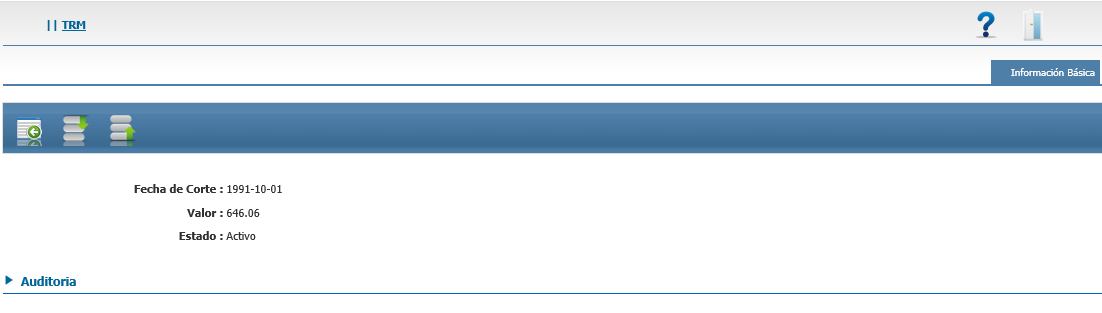 || TRM
Información Básica
Fecha de Corte : 1991-10-01
Valor : 646.06
Estado : Activo
Auditoria